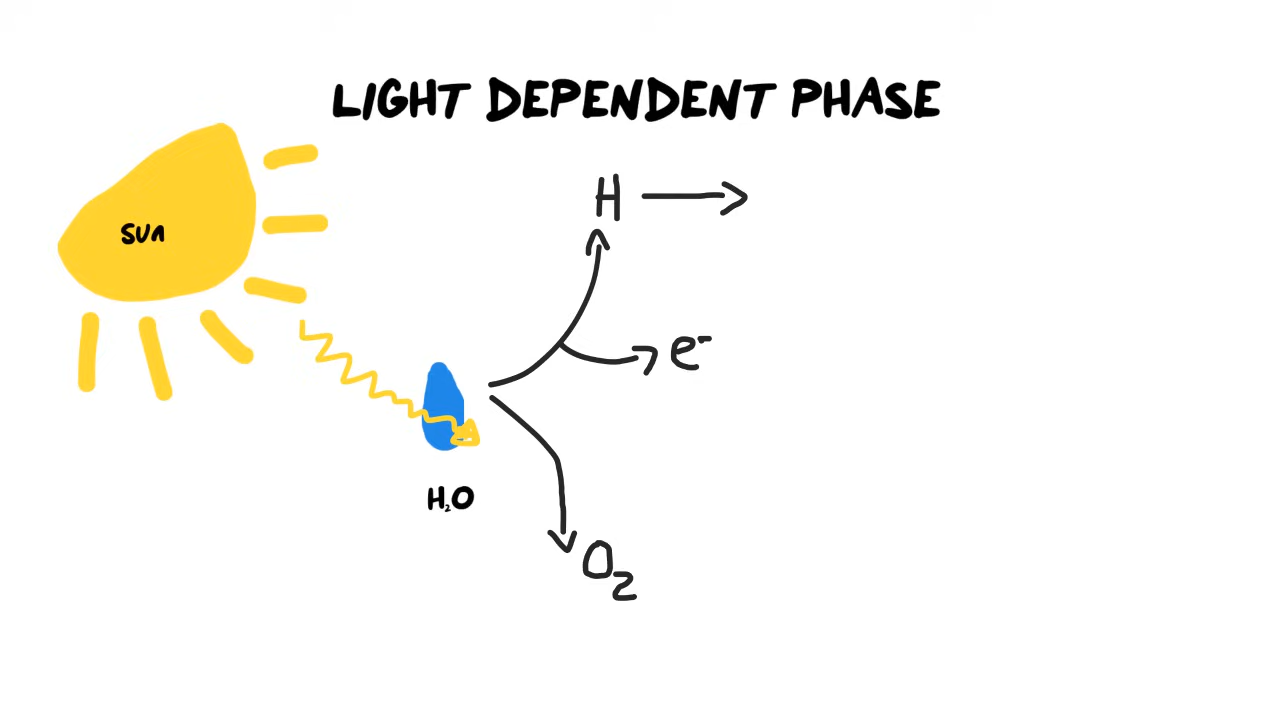 LIGHT DEPENDENT PHASE
SUN
H
e⁻
H₂O
O₂